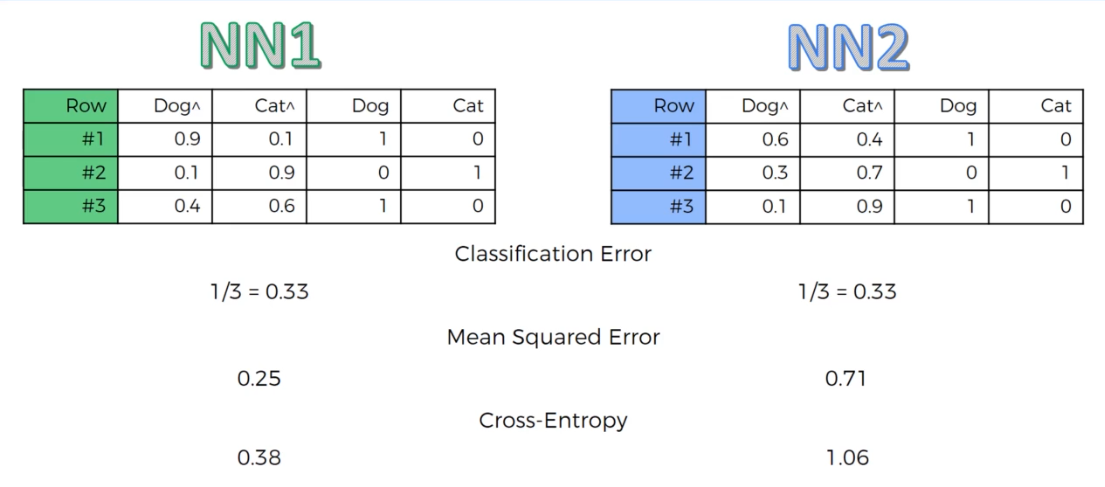 NN1 NN2
Row Dog^ Cat^ Dog Cat Row Dog^ Cat^ Dog Cat
#1 0.9 0.1 1 0 #1 0.6 0.4 1 0
#2 0.1 0.9 0 1 #2 0.3 0.7 0 1
#3 0.4 0.6 1 0 #3 0.1 0.9 1 0
Classification Error
1/3 = 0.33 1/3 = 0.33
Mean Squared Error
0.25 0.71
Cross-Entropy
0.38 1.06